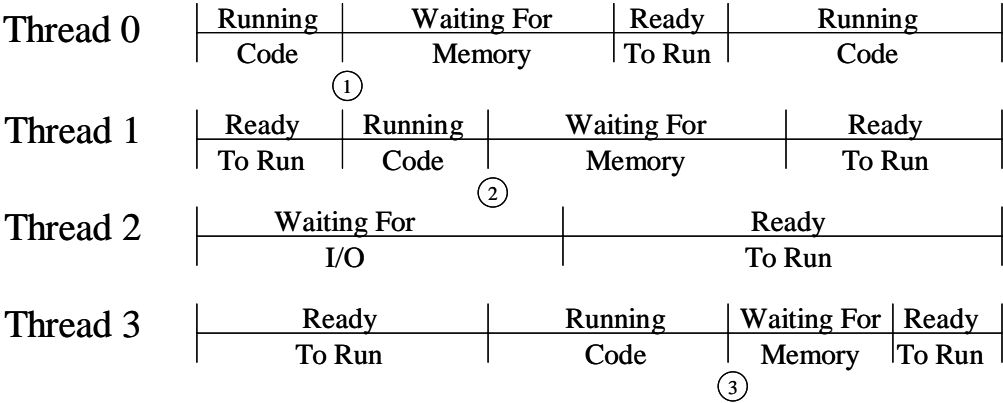 Thread 0 Running Waiting For Ready Running
Code Memory To Run Code
1
Thread 1 Ready Running Waiting For Ready
To Run Code Memory To Run
2
Thread 2 Waiting For Ready
I/O To Run
Thread 3 Ready Running Waiting For Ready
To Run Code Memory To Run
3